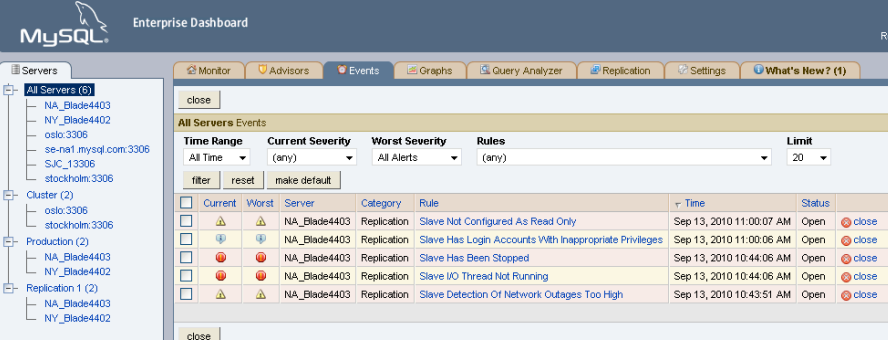 MySQL.
Enterprise Dashboard
R
Servers
Monitor Advisors Events Graphs Query Analyzer Replication Settings What's New? (1)
All Servers (6)
NA_Blade4403
NY_Blade4402
oslo:3306
se-na1.mysql.com:3306
SJC_13306
stockholm:3306
Cluster (2)
oslo:3306
stockholm:3306
Production (2)
NA_Blade4403
NY_Blade4402
Replication 1 (2)
NA_Blade4403
NY_Blade4402
close
All Servers Events
Time Range Current Severity Worst Severity Rules Limit
All Time (any) All Alerts (any) 20
filter reset make default
Current Worst Server Category Rule Time Status
NA_Blade4403 Replication Slave Not Configured As Read Only Sep 13, 2010 11:00:07 AM Open close
NA_Blade4403 Replication Slave Has Login Accounts With Inappropriate Privileges Sep 13, 2010 11:00:06 AM Open close
NA_Blade4403 Replication Slave Has Been Stopped Sep 13, 2010 10:44:06 AM Open close
NA_Blade4403 Replication Slave I/O Thread Not Running Sep 13, 2010 10:44:06 AM Open close
NA_Blade4403 Replication Slave Detection Of Network Outages Too High Sep 13, 2010 10:43:51 AM Open close
close